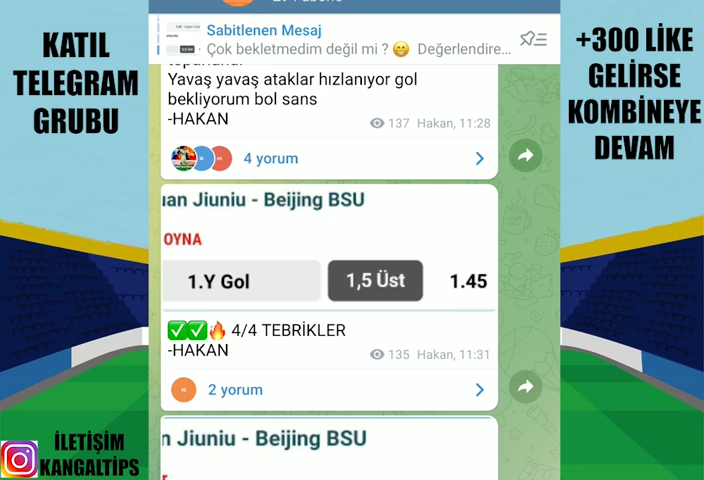 KATIL
TELEGRAM
GRUBU
Sabitlenen Mesaj
Çok bekletmedim değil mi ? 😁 Değerlendire...
Yavaş yavaş ataklar hızlanıyor gol
bekliyorum bol sans
-HAKAN
137 Hakan, 11:28
4 yorum
uan Jiuniu - Beijing BSU
OYNA
1.Y Gol
1,5 Üst
1.45
✅✅🔥 4/4 TEBRİKLER
-HAKAN
135 Hakan, 11:31
2 yorum
n Jiuniu - Beijing BSU
+300 LİKE
GELİRSE
KOMBİNEYE
DEVAM
İLETİŞİM
KANGALTİPS